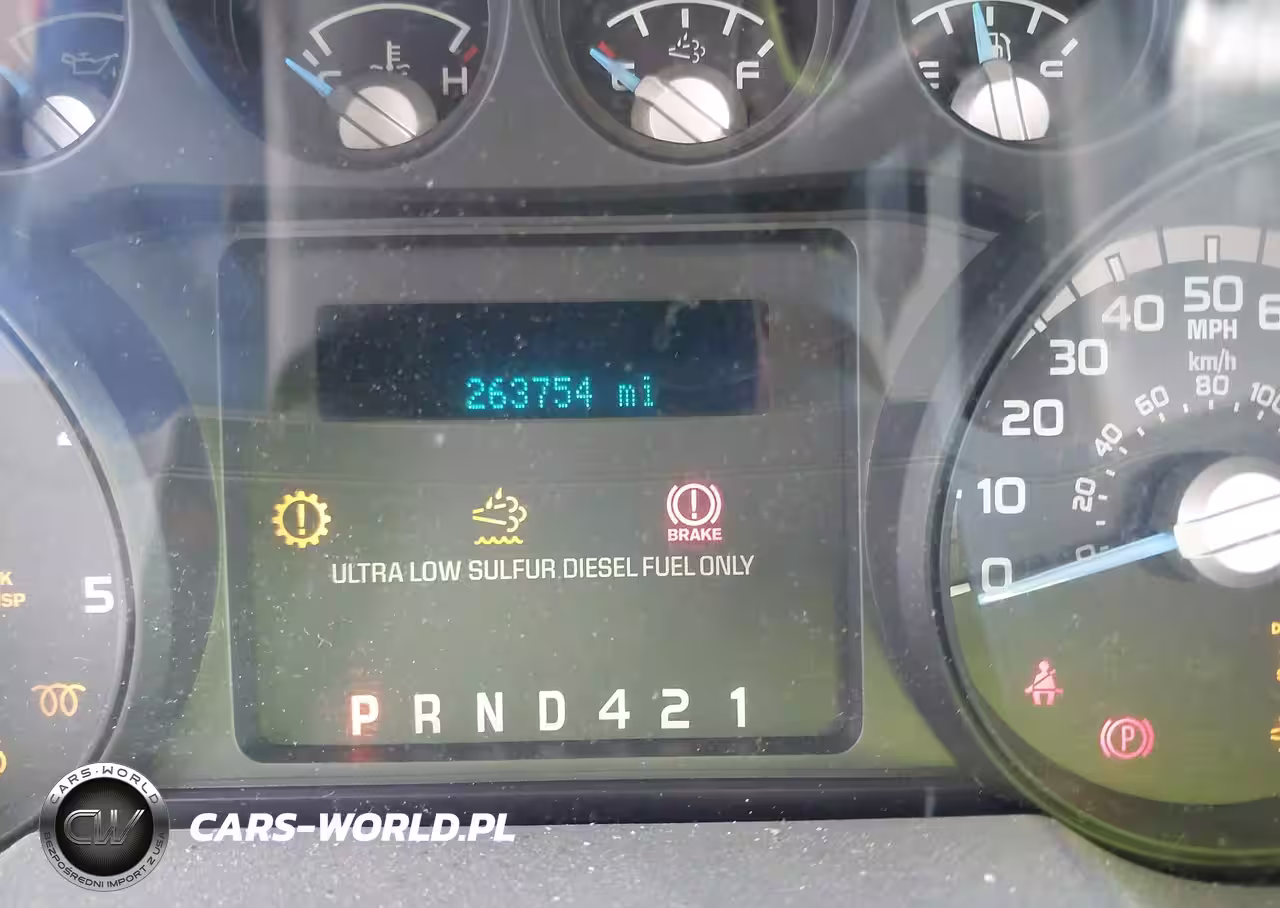 H
F
E
263754 mi
BRAKE
ULTRA LOW SULFUR DIESEL FUEL ONLY
P R N D 4 2 1
5
50
40
MPH
30
km/h
80
100
60
20
40
10
20
0
P
CARS-WORLD
CW
BEZPOŚREDNI IMPORT Z USA
CARS-WORLD.PL